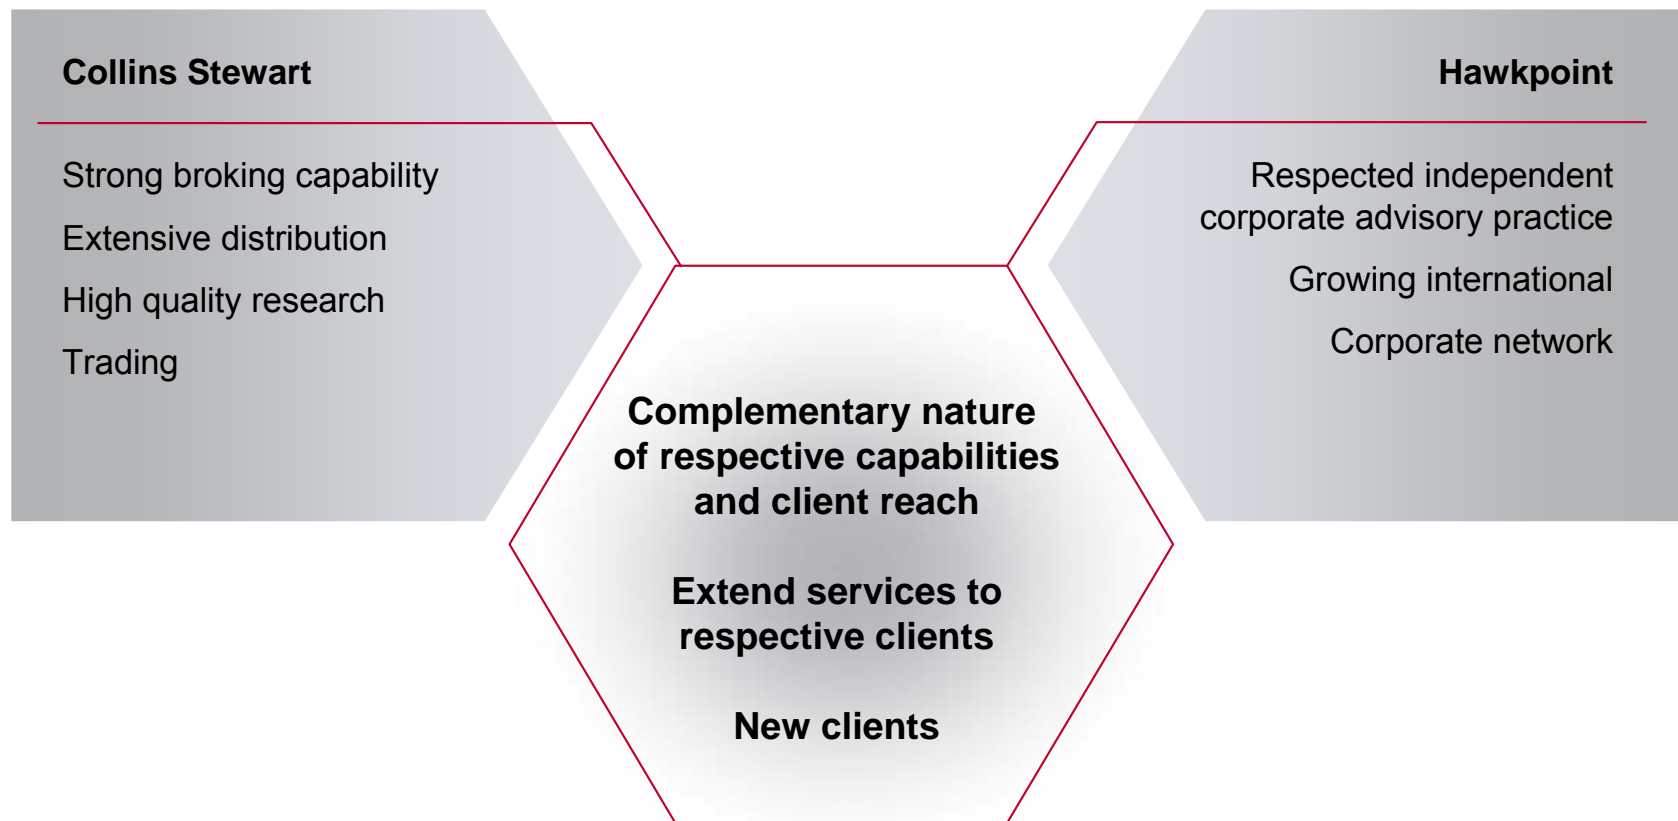 Collins Stewart
Strong broking capability
Extensive distribution
High quality research
Trading
Hawkpoint
Respected independent
corporate advisory practice
Growing international
Corporate network
Complementary nature
of respective capabilities
and client reach
Extend services to
respective clients
New clients